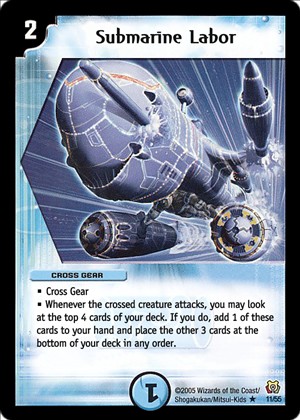 2
Submarine Labor
CROSS GEAR
▪ Cross Gear
▪ Whenever the crossed creature attacks, you may look
at the top 4 cards of your deck. If you do, add 1 of these
cards to your hand and place the other 3 cards at the
bottom of your deck in any order.
1
©2005 Wizards of the Coast/
Shogakukan/Mitsui-Kids ★ 11/55